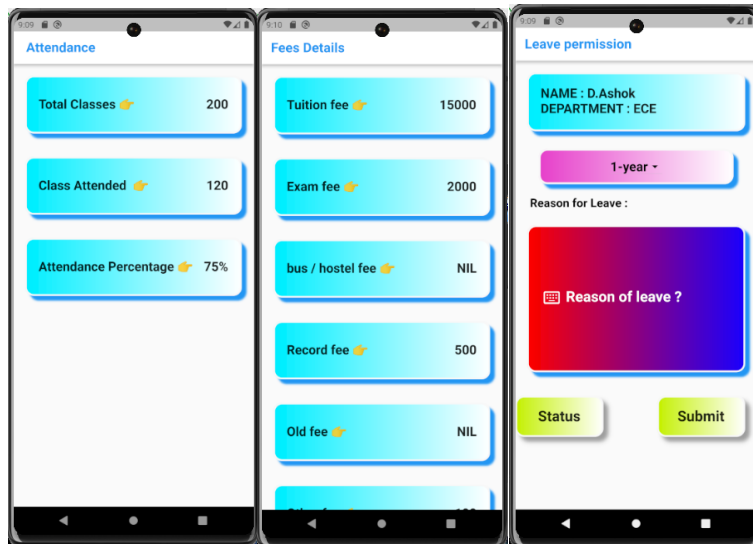 9:09
Attendance
Total Classes 👉 200
Class Attended 👉 120
Attendance Percentage 👉 75%
9:10
Fees Details
Tuition fee 👉 15000
Exam fee 👉 2000
bus / hostel fee 👉 NIL
Record fee 👉 500
Old fee 👉 NIL
9:09
Leave permission
NAME : D.Ashok
DEPARTMENT : ECE
1-year
Reason for Leave :
Reason of leave ?
Status
Submit